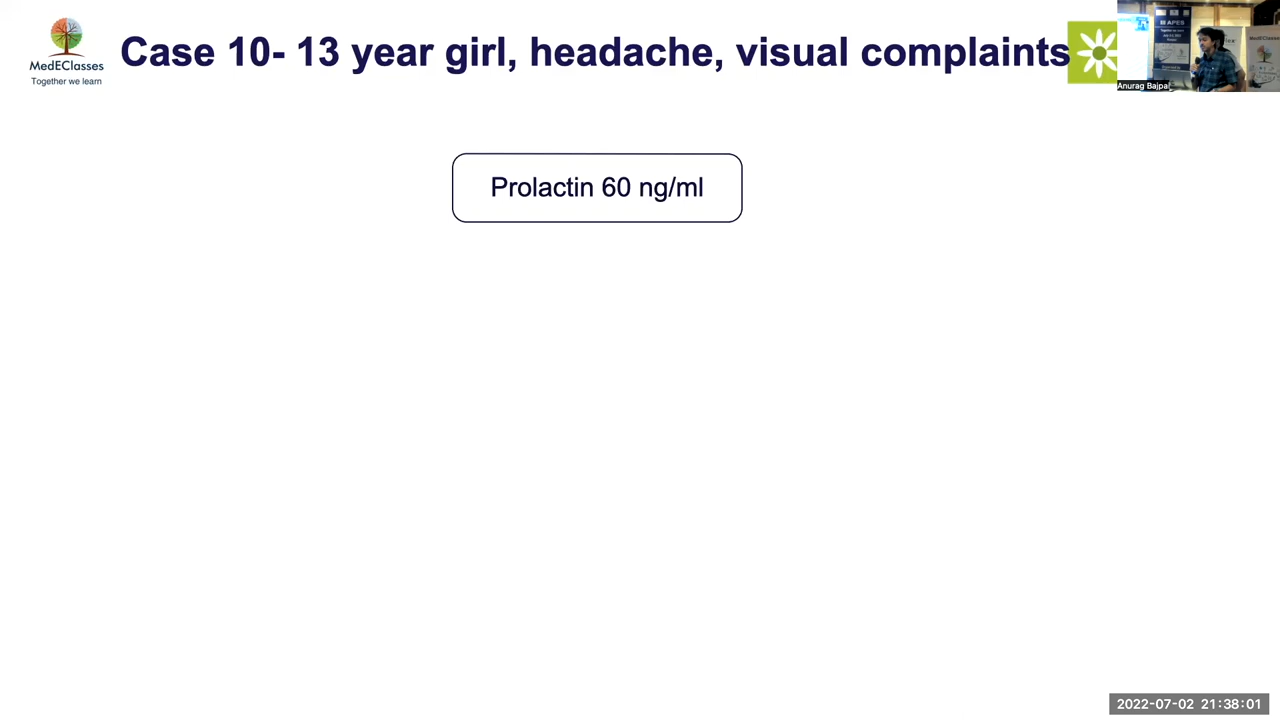 MedEClasses
Together we learn
Case 10- 13 year girl, headache, visual complaints
APES
Anurag Bajpai
Prolactin 60 ng/ml
2022-07-02 21:38:01